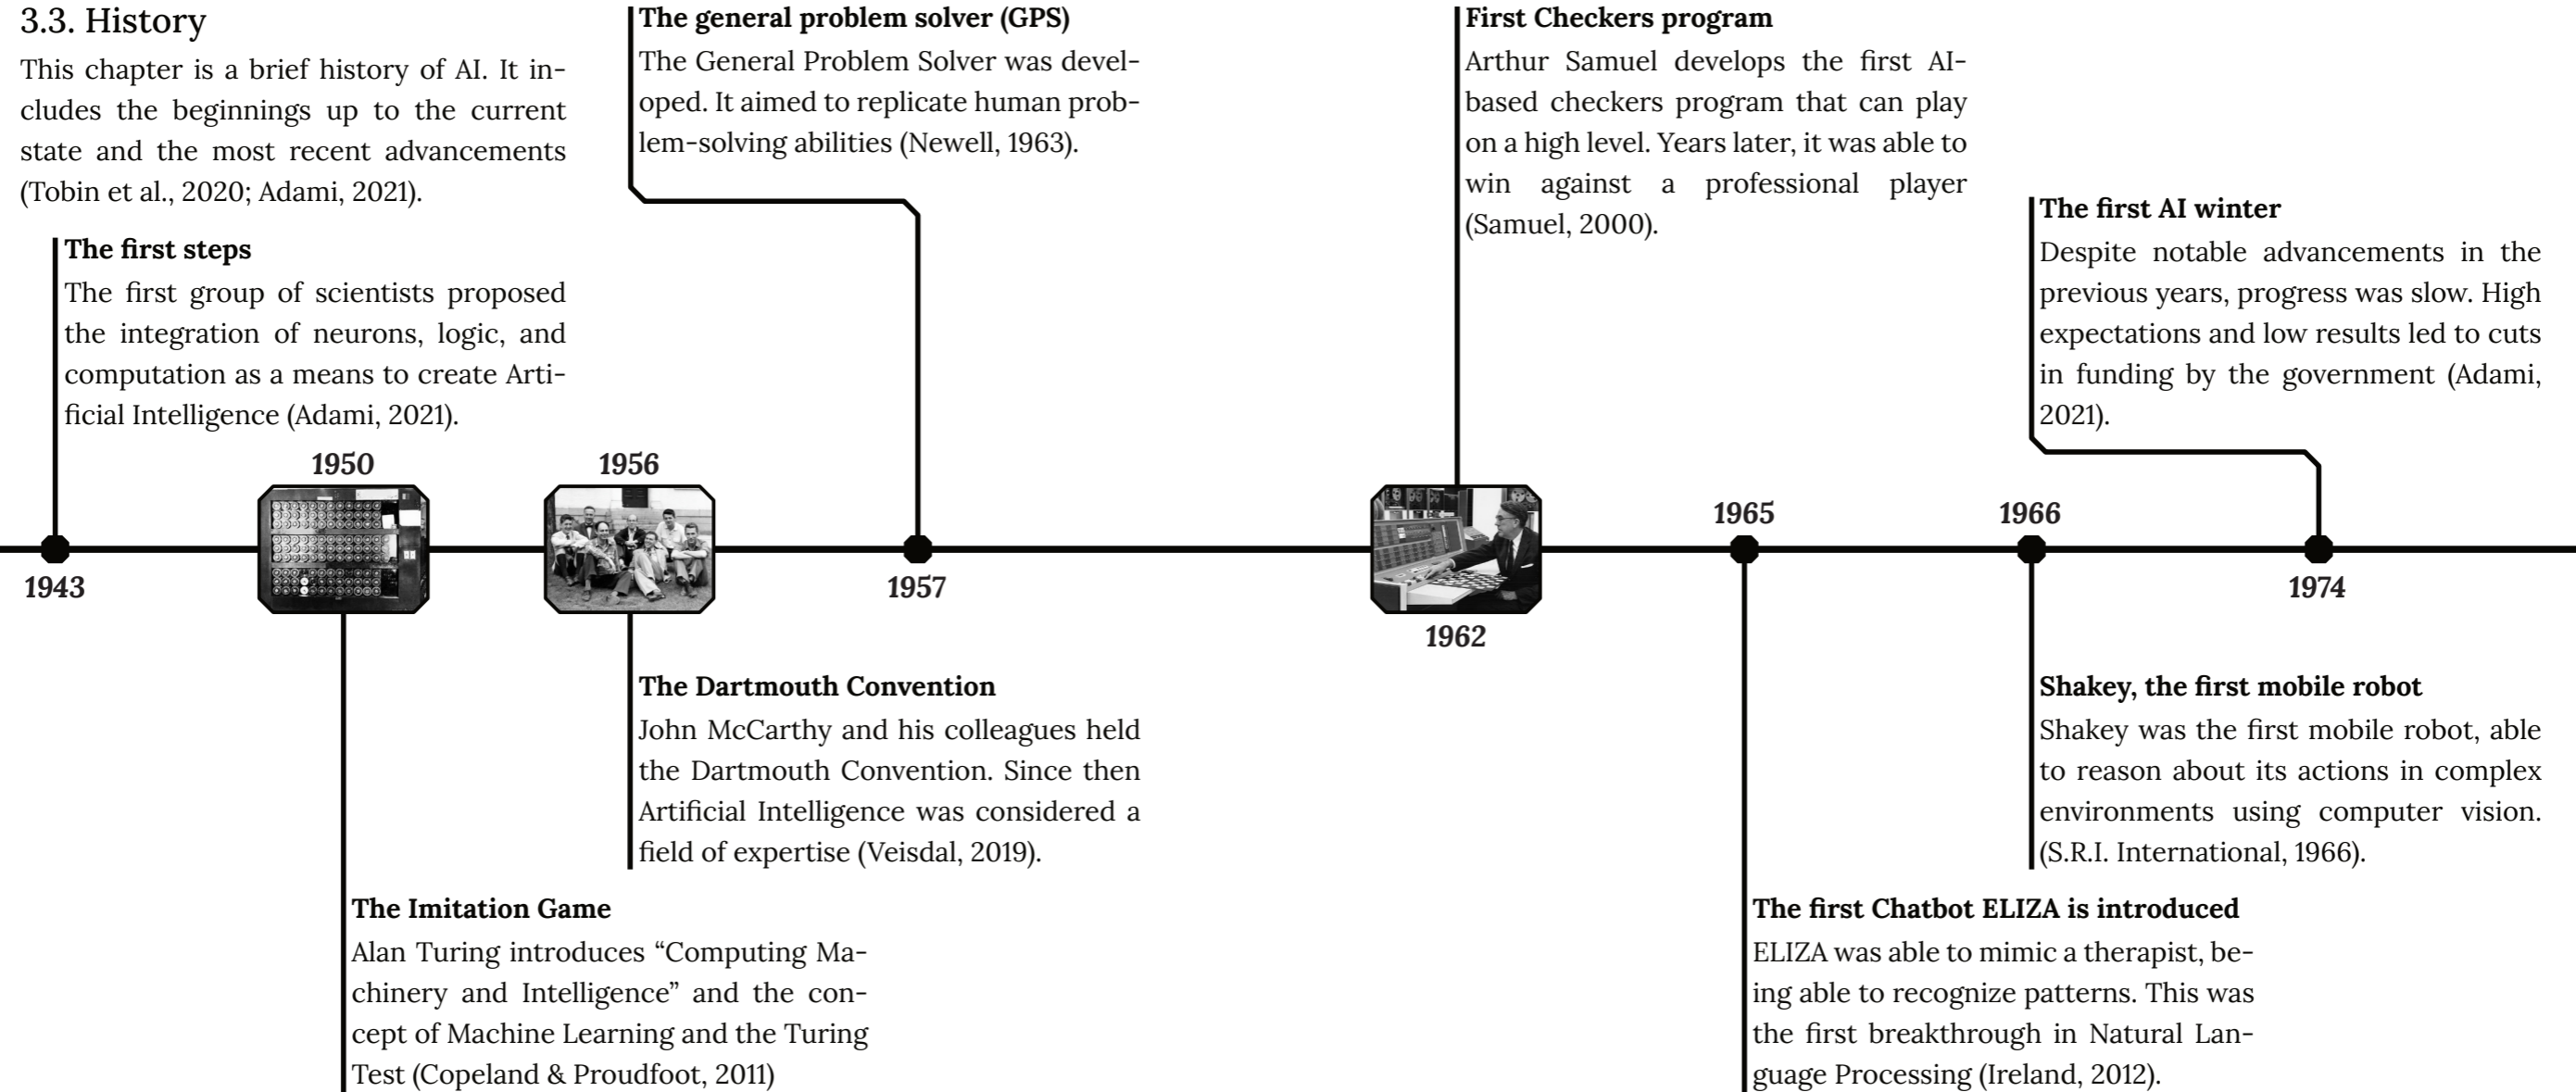 3.3. History
This chapter is a brief history of AI. It in-
cludes the beginnings up to the current
state and the most recent advancements
(Tobin et al., 2020; Adami, 2021).
The first steps
The first group of scientists proposed
the integration of neurons, logic, and
computation as a means to create Arti-
ficial Intelligence (Adami, 2021).
1943
1950
The Imitation Game
Alan Turing introduces “Computing Ma-
chinery and Intelligence” and the con-
cept of Machine Learning and the Turing
Test (Copeland & Proudfoot, 2011)
1956
The Dartmouth Convention
John McCarthy and his colleagues held
the Dartmouth Convention. Since then
Artificial Intelligence was considered a
field of expertise (Veisdal, 2019).
The general problem solver (GPS)
The General Problem Solver was devel-
oped. It aimed to replicate human prob-
lem-solving abilities (Newell, 1963).
1957
First Checkers program
Arthur Samuel develops the first AI-
based checkers program that can play
on a high level. Years later, it was able to
win against a professional player
(Samuel, 2000).
1962
1965
The first Chatbot ELIZA is introduced
ELIZA was able to mimic a therapist, be-
ing able to recognize patterns. This was
the first breakthrough in Natural Lan-
guage Processing (Ireland, 2012).
1966
Shakey, the first mobile robot
Shakey was the first mobile robot, able
to reason about its actions in complex
environments using computer vision.
(S.R.I. International, 1966).
The first AI winter
Despite notable advancements in the
previous years, progress was slow. High
expectations and low results led to cuts
in funding by the government (Adami,
2021).
1974